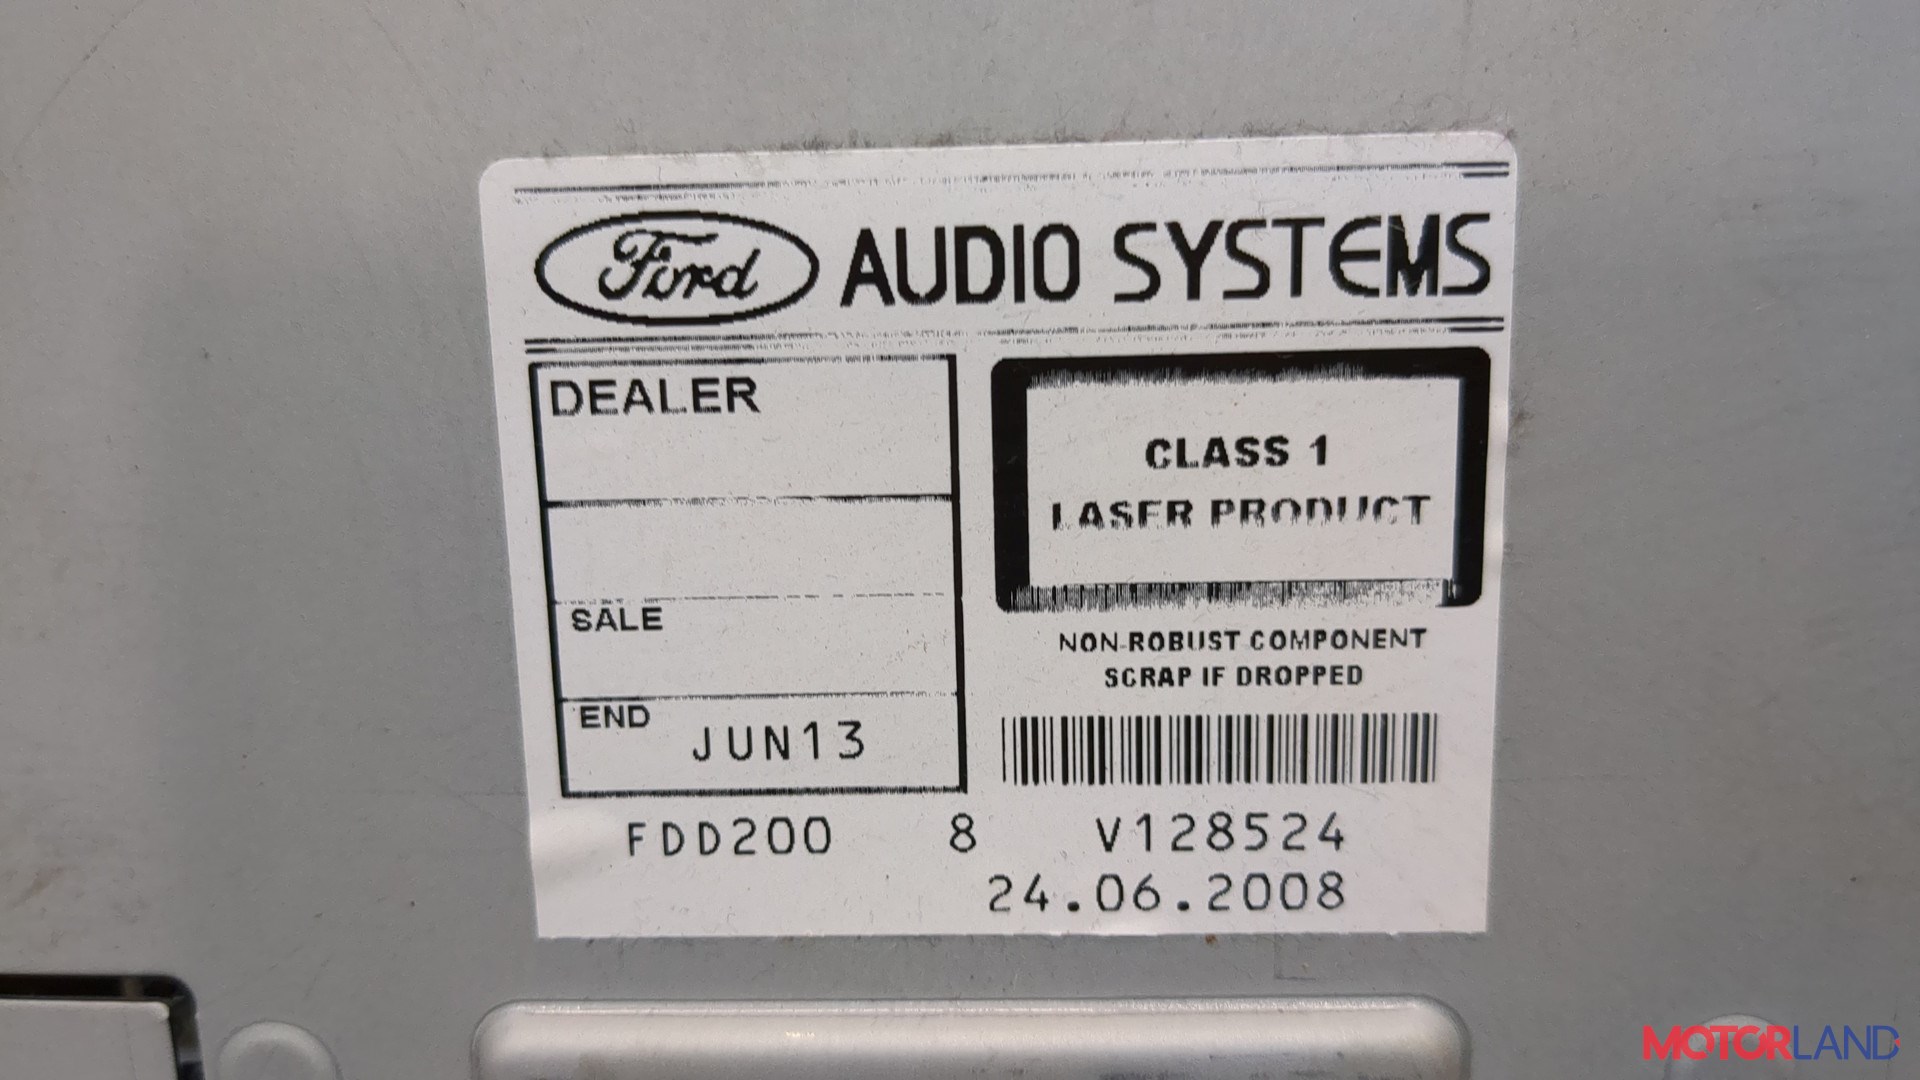 Ford AUDIO SYSTEMS
DEALER
SALE
END JUN13
CLASS 1
LASER PRODUCT
NON-ROBUST COMPONENT
SCRAP IF DROPPED
FDD200 8 V128524
24.06.2008
MOTORLAND